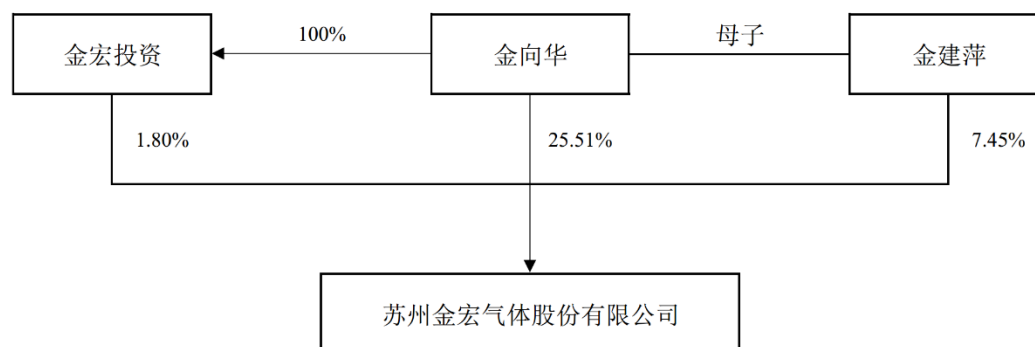 金宏投资
100%
金向华
母子
金建萍
1.80%
25.51%
7.45%
苏州金宏气体股份有限公司